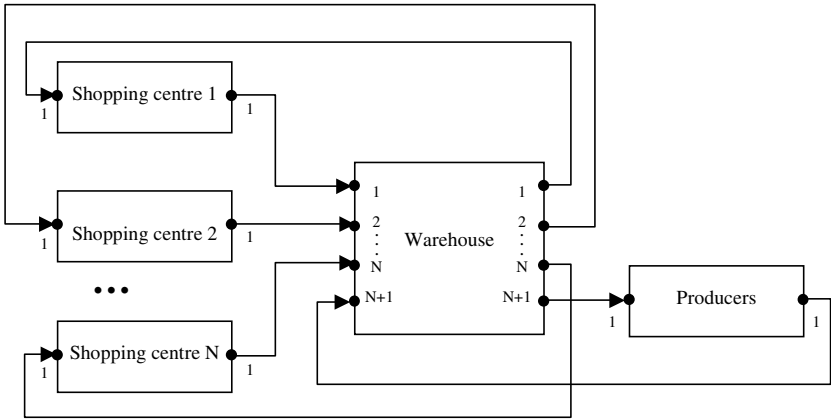 Shopping centre 1
1
1
Shopping centre 2
1
1
Shopping centre N
1
1
Warehouse
1
2
N
N+1
1
2
N
N+1
Producers
1
1